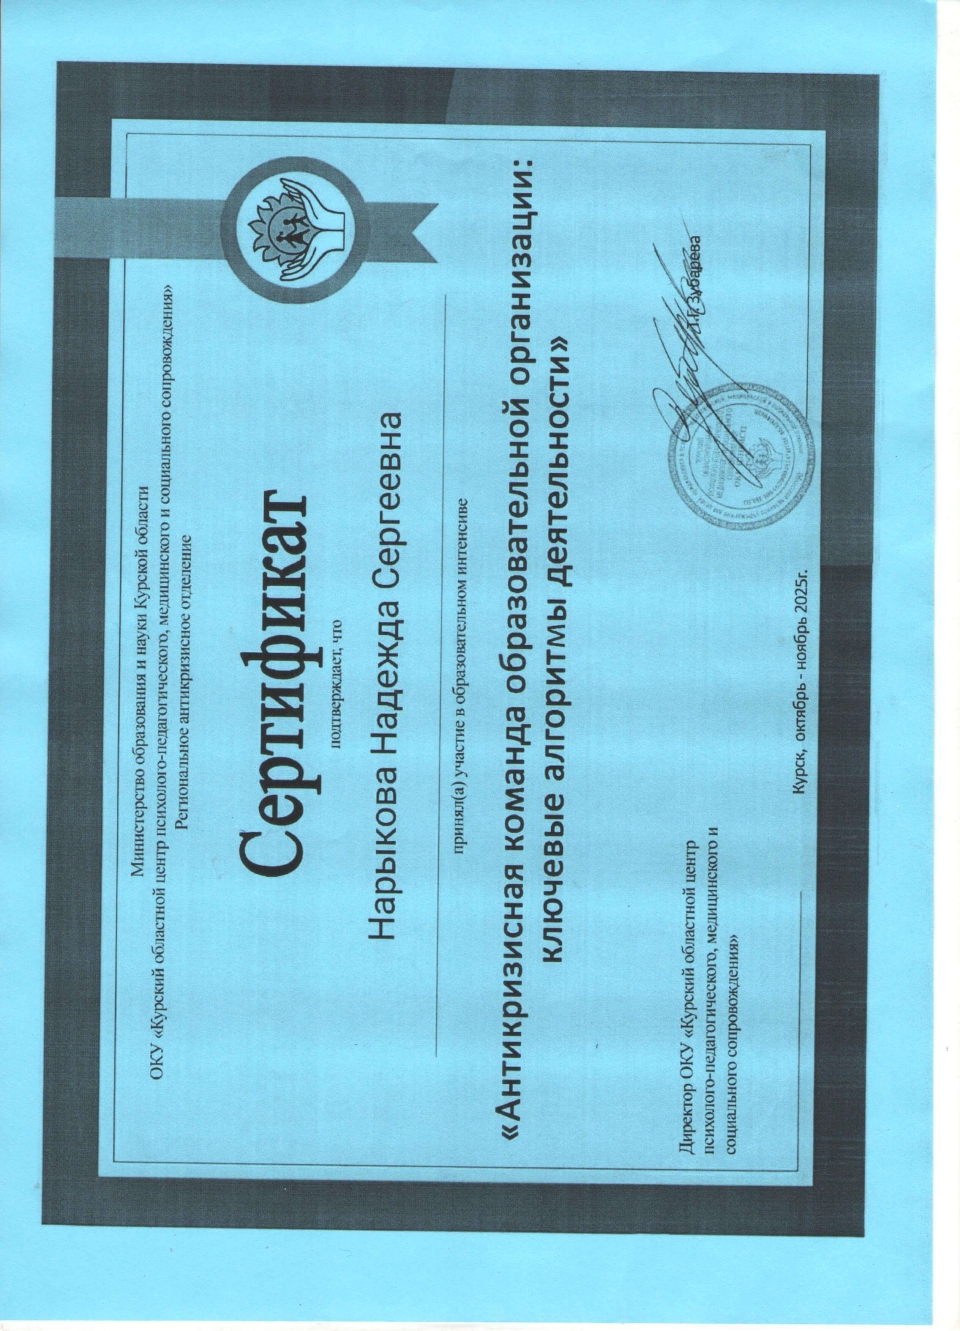 Министерство образования и науки Курской области
ОКУ «Курский областной центр психолого-педагогического, медицинского и социального сопровождения»
Региональное антикризисное отделение
Сертификат
подтверждает, что
Нарыкова Надежда Сергеевна
принял(а) участие в образовательном интенсиве
«Антикризисная команда образовательной организации:
ключевые алгоритмы деятельности»
Директор ОКУ «Курский областной центр
психолого-педагогического, медицинского и
социального сопровождения»
Зубарева
Курск, октябрь - ноябрь 2025г.